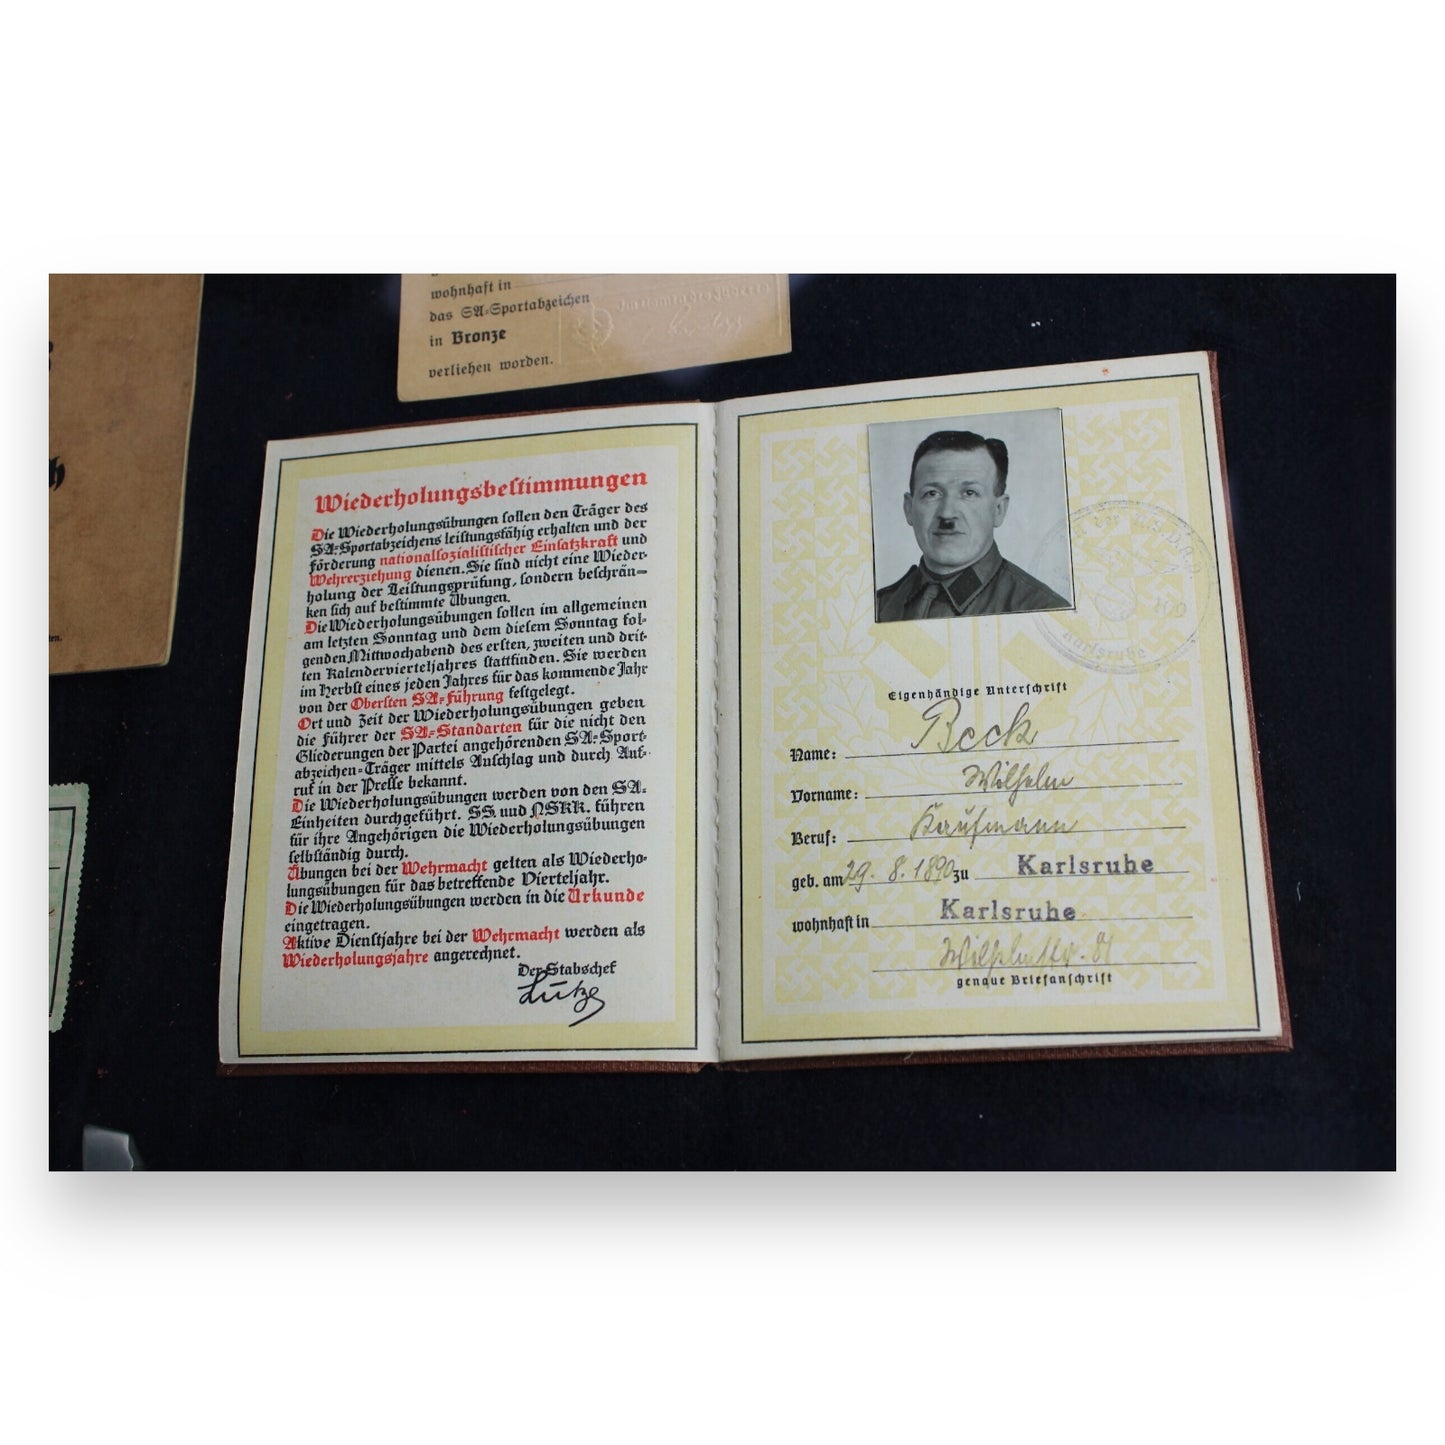 wohnhaft in
das SA-Sportabzeichen
in Bronze
verliehen worden.
Wiederholungsbestimmungen
Die Wiederholungsübungen sollen den Träger des
SA-Sportabzeichens leistungsfähig erhalten und der
förderung nationalsozialistischer Einsatzkraft und
Wehrerziehung dienen. Sie sind nicht eine Wieder-
holung der Leistungsprüfung, sondern beschrän-
ken sich auf bestimmte Übungen.
Die Wiederholungsübungen sollen im allgemeinen
am letzten Sonntag und dem diesem Sonntag fol-
genden Mittwochabend des ersten, zweiten und drit-
ten Kalendervierteljahres stattfinden. Sie werden
im Herbst eines jeden Jahres für das kommende Jahr
von der Obersten SA-Führung festgelegt.
Ort und Zeit der Wiederholungsübungen geben
die Führer der SA-Standarten für die nicht den
Gliederungen der Partei angehörenden SA-Sport-
abzeichen-Träger mittels Anschlag und durch Auf-
ruf in der Presse bekannt.
Die Wiederholungsübungen werden von den SA-
Einheiten durchgeführt. SS. und NSKK. führen
für ihre Angehörigen die Wiederholungsübungen
selbständig durch.
Übungen bei der Wehrmacht gelten als Wiederho-
lungsübungen für das betreffende Vierteljahr.
Die Wiederholungsübungen werden in die Urkunde
eingetragen.
Aktive Dienstjahre bei der Wehrmacht werden als
Wiederholungsjahre angerechnet.
Der Stabschef
Lutze
Karlsruhe
Eigenhändige Unterschrift
Name: Beck
Vorname: Wilhelm
Beruf: Kaufmann
geb. am 29. 8. 1890 zu Karlsruhe
wohnhaft in Karlsruhe
Wilhelmstr.
genaue Briefanschrift